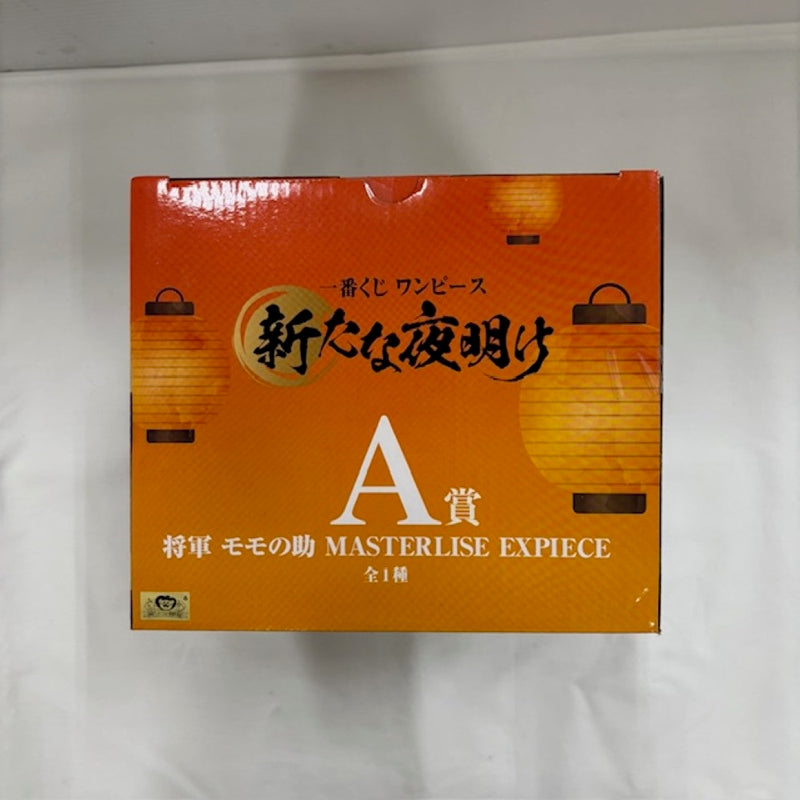 一番くじ ワンピース
新たな夜明け
A賞
将軍 モモの助 MASTERLISE EXPIECE
全1種